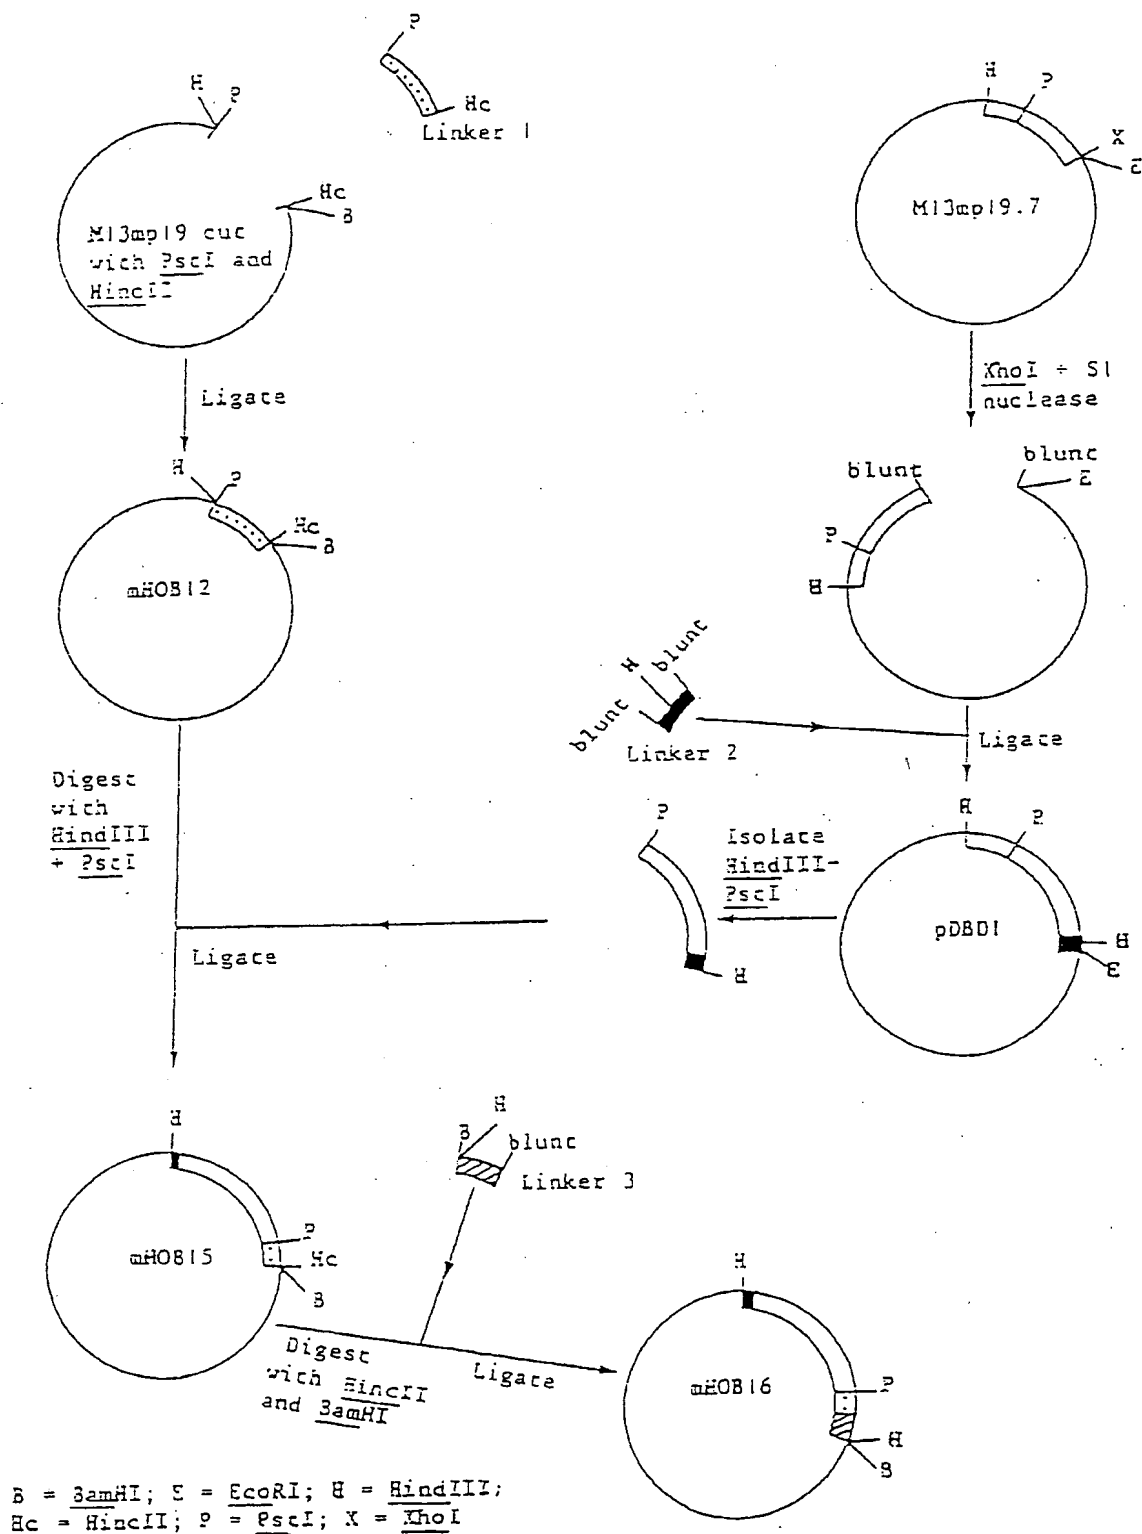 P
H
P
Hc
Linker 1
Hc
B
M13mp19 cut
with PstI and
HincII
H
P
X
E
M13mp19.7
Ligate
XhoI + S1
nuclease
H
P
Hc
B
mHOB12
blunt
blunt
E
P
H
blunt
H
blunt
Linker 2
Ligate
Digest
with
HindIII
+ PstI
P
Isolate
HindIII-
PstI
H
P
pDBD1
H
E
H
Ligate
H
P
Hc
B
mHOB15
H
B
blunt
Linker 3
Digest
with HincII
and BamHI
Ligate
H
mHOB16
P
H
B
B = BamHI; E = EcoRI; H = HindIII;
Hc = HincII; P = PstI; X = XhoI